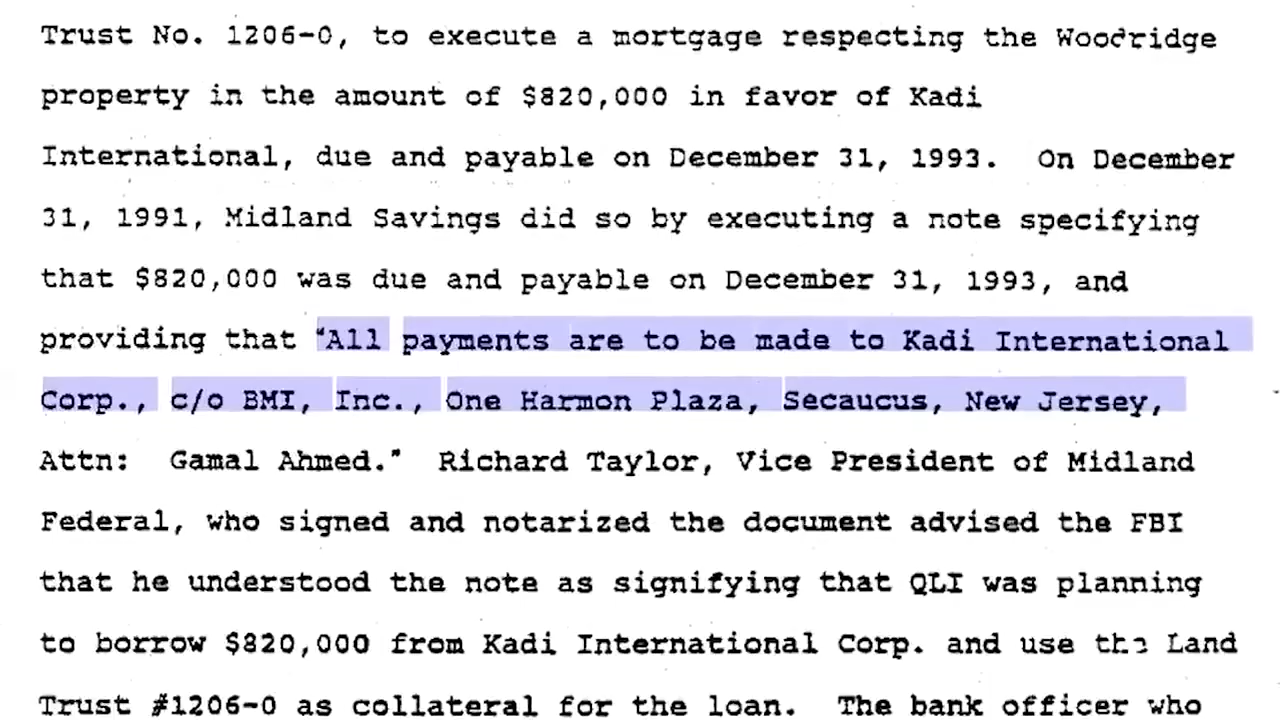 Trust No. 1206-0, to execute a mortgage respecting the Woodridge
property in the amount of $820,000 in favor of Kadi
International, due and payable on December 31, 1993. On December
31, 1991, Midland Savings did so by executing a note specifying
that $820,000 was due and payable on December 31, 1993, and
providing that "All payments are to be made to Kadi International
Corp., c/o BMI, Inc., One Harmon Plaza, Secaucus, New Jersey,
Attn: Gamal Ahmed." Richard Taylor, Vice President of Midland
Federal, who signed and notarized the document advised the FBI
that he understood the note as signifying that QLI was planning
to borrow $820,000 from Kadi International Corp. and use the Land
Trust #1206-0 as collateral for the loan. The bank officer who